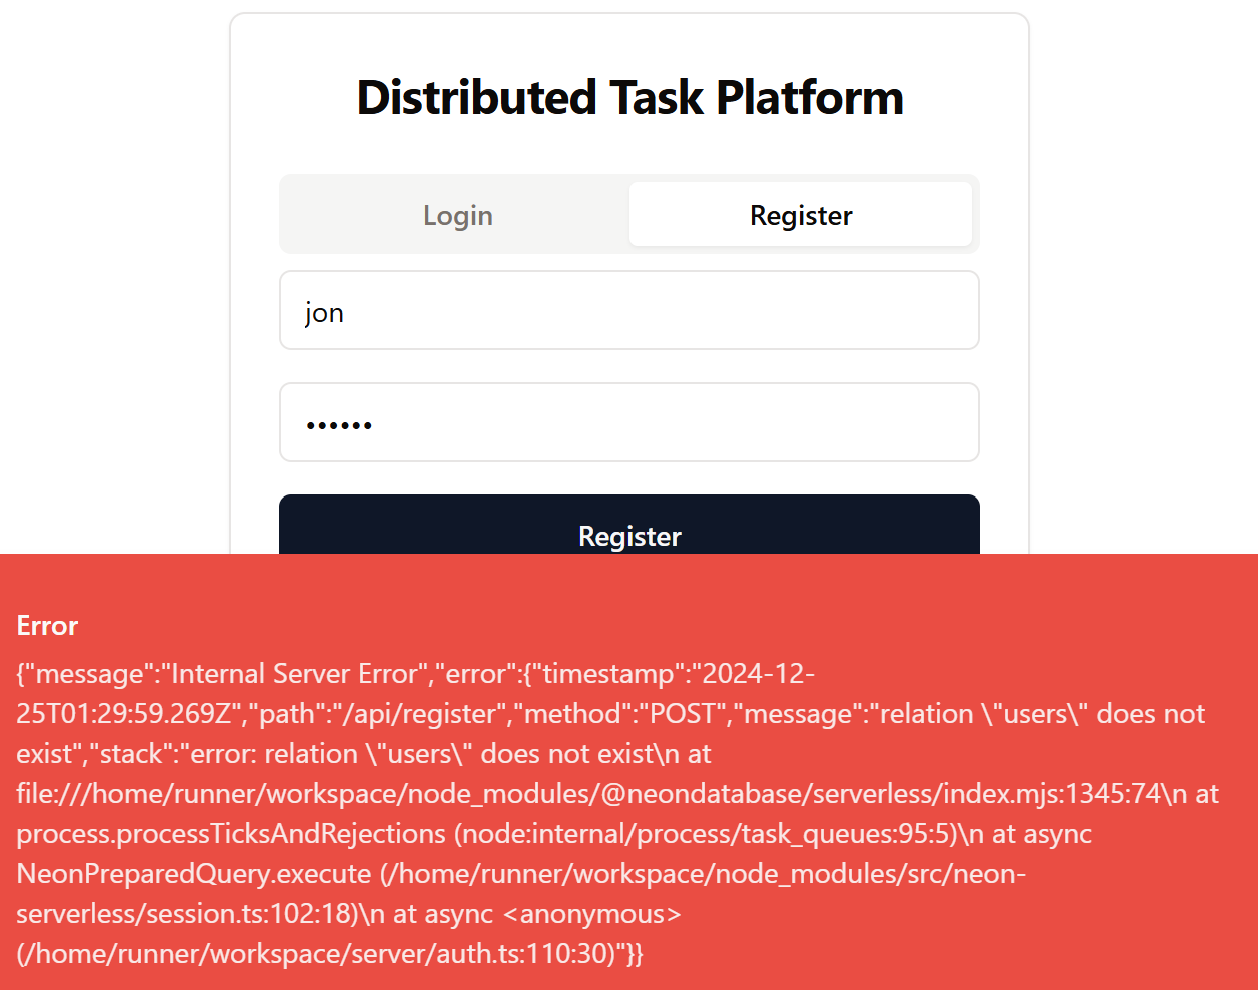 Distributed Task Platform
Login
Register
jon
••••••
Register
Error
{"message":"Internal Server Error","error":{"timestamp":"2024-12-
25T01:29:59.269Z","path":"/api/register","method":"POST","message":"relation \"users\" does not
exist","stack":"error: relation \"users\" does not exist\n at
file:///home/runner/workspace/node_modules/@neondatabase/serverless/index.mjs:1345:74\n at
process.processTicksAndRejections (node:internal/process/task_queues:95:5)\n at async
NeonPreparedQuery.execute (/home/runner/workspace/node_modules/src/neon-
serverless/session.ts:102:18)\n at async <anonymous>
(/home/runner/workspace/server/auth.ts:110:30)"}}